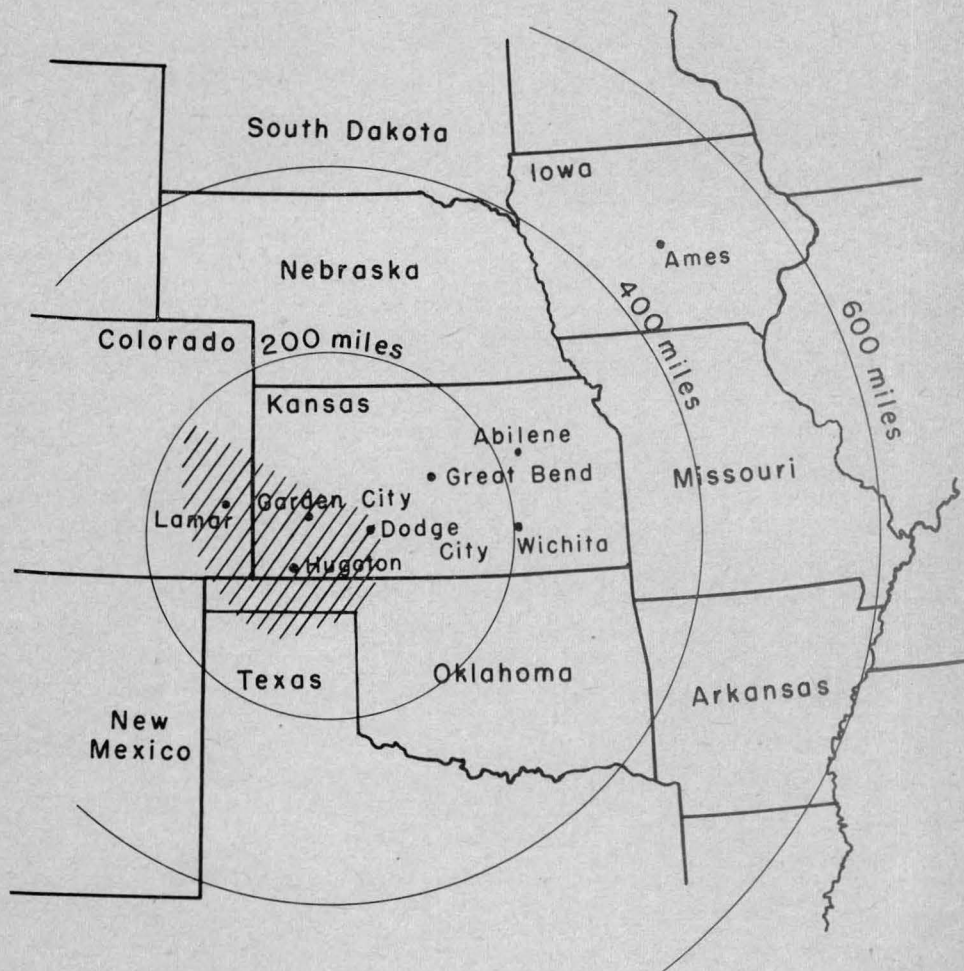 South Dakota
Iowa
Ames
Nebraska
400 miles
600 miles
Colorado
200 miles
Kansas
Abilene
Great Bend
Missouri
Garden City
Lamar
Dodge
City
Wichita
Hugoton
Texas
Oklahoma
Arkansas
New
Mexico